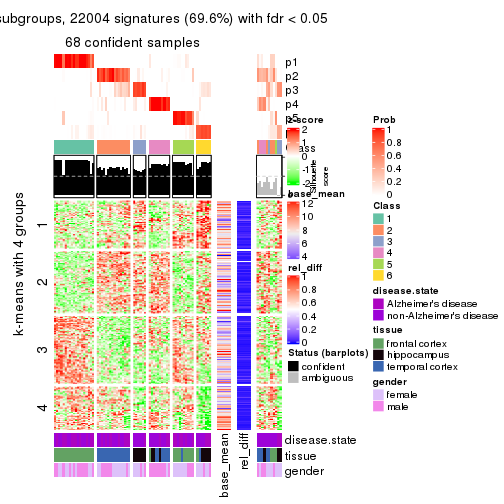 subgroups, 22004 signatures (69.6%) with fdr < 0.05
68 confident samples
p1
p2
p3
p4
p5
z-score
2
1
0
-1
-2
Class
Silhouette
score
base_mean
12
10
8
6
4
rel_diff
1
0.8
0.6
0.4
0.2
0
Status (barplots)
confident
ambiguous
Prob
1
0.8
0.6
0.4
0.2
0
Class
1
2
3
4
5
6
disease.state
Alzheimer's disease
non-Alzheimer's disease
tissue
frontal cortex
hippocampus
temporal cortex
gender
female
male
k-means with 4 groups
1
2
3
4
base_mean
rel_diff
disease.state
tissue
gender